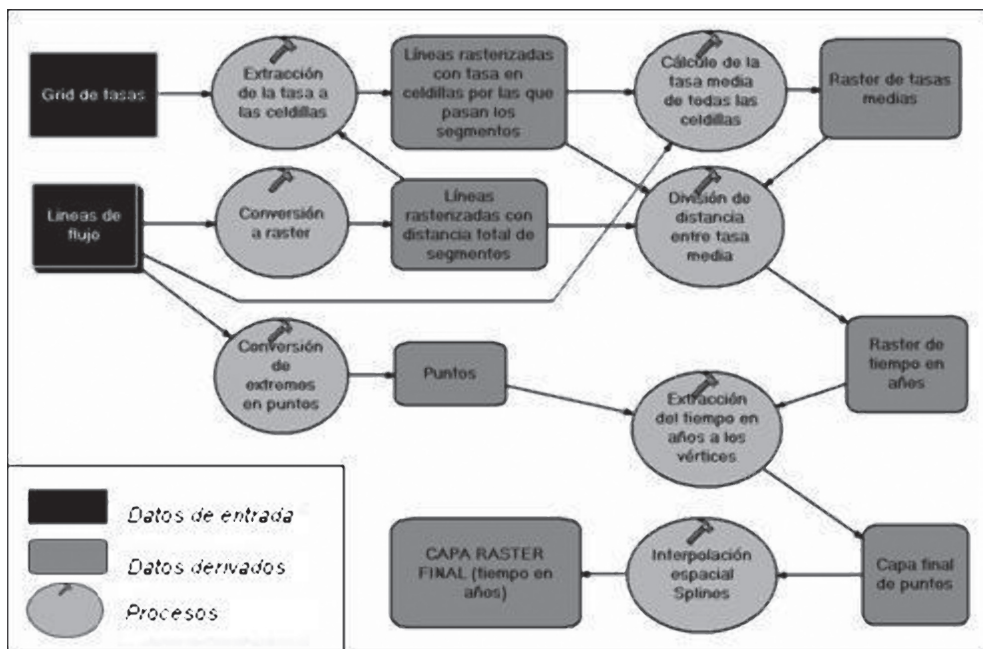 Grid de tasas
Extracción
de la tasa a
las celdillas
Líneas rasterizadas
con tasa en
celdillas por las que
pasan los
segmentos
Cálculo de la
tasa media
de todas las
celdillas
Raster de tasas
medias
Líneas de
flujo
Conversión
a raster
Líneas
rasterizadas con
distancia total de
segmentos
División de
distancia
entre tasa
media
Conversión
de
extremos
en puntos
Puntos
Extracción
del tiempo en
años a los
vértices
Raster de
tiempo en
años
Datos de entrada
Datos derivados
Procesos
CAPA RASTER
FINAL (tiempo en
años)
Interpolación
espacial
Splines
Capa final
de puntos